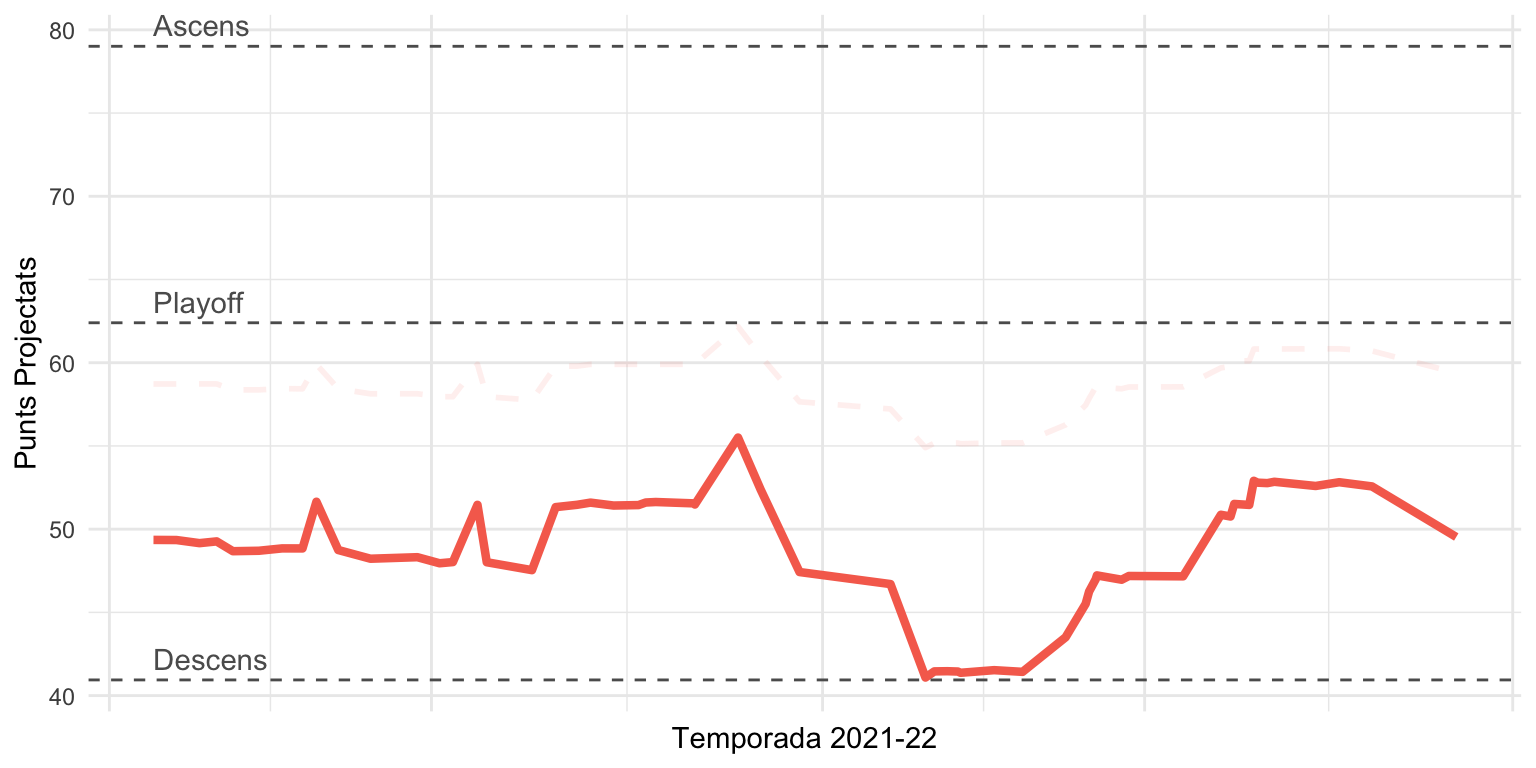 80
Ascens
70
Playoff
60
50
Descens
40
Punts Projectats
Temporada 2021-22